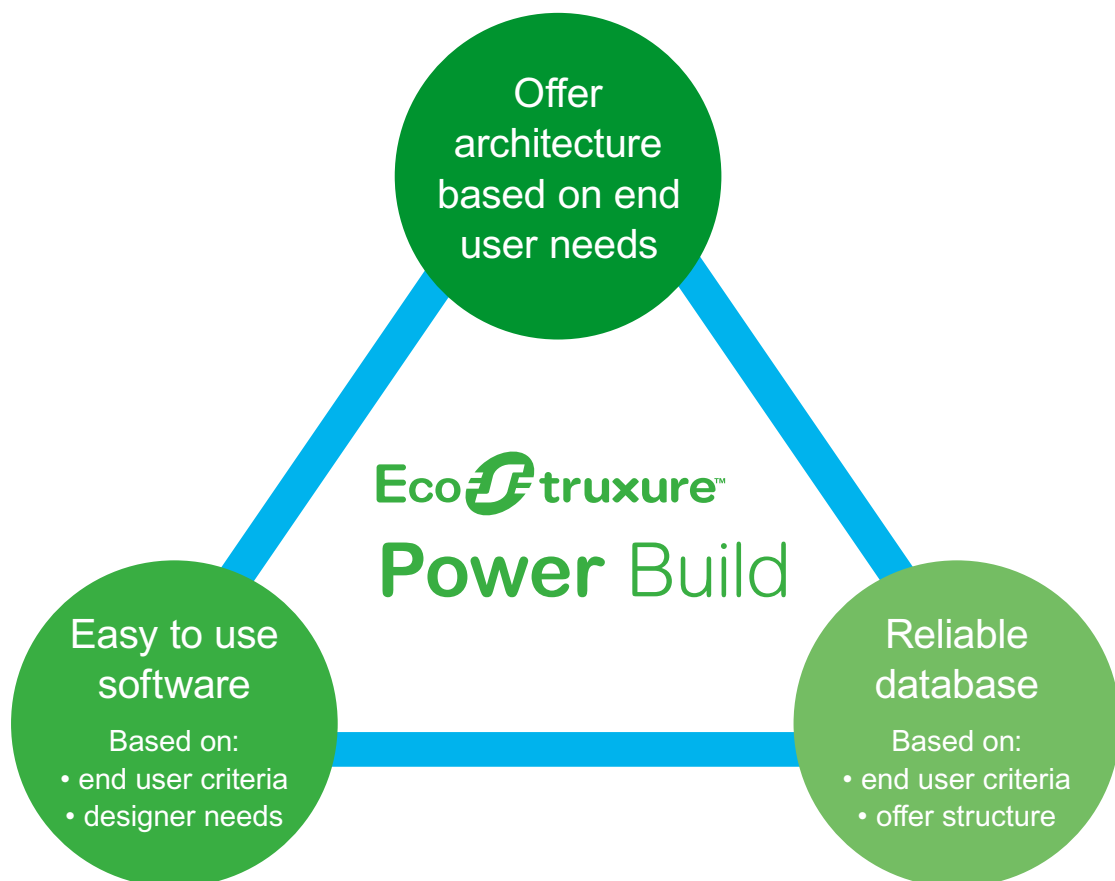 Offer
architecture
based on end
user needs
EcoStruxure™
Power Build
Easy to use
software
Based on:
• end user criteria
• designer needs
Reliable
database
Based on:
• end user criteria
• offer structure